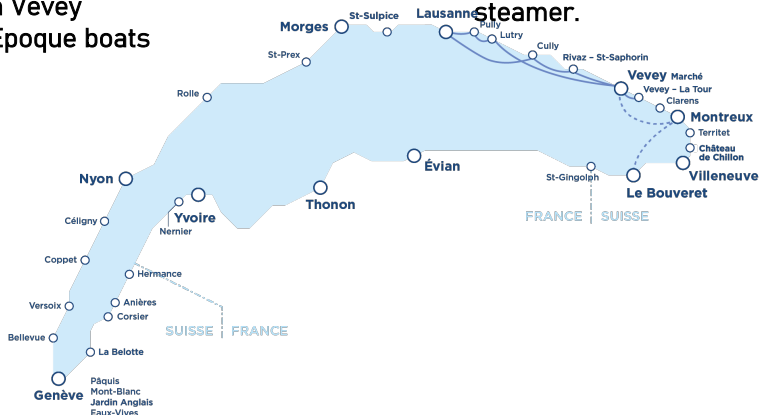 n Vevey
Epoque boats
steamer.
St-Sulpice
Lausanne
Morges
Pully
Lutry
Cully
St-Prex
Rivaz – St-Saphorin
Vevey Marché
Vevey – La Tour
Clarens
Rolle
Montreux
Territet
Château
de Chillon
Villeneuve
Évian
St-Gingolph
Le Bouveret
Nyon
Thonon
Yvoire
Nernier
FRANCE
SUISSE
Céligny
Coppet
Hermance
Versoix
Anières
Corsier
SUISSE
FRANCE
Bellevue
La Belotte
Genève
Pâquis
Mont-Blanc
Jardin Anglais
Eaux-Vives